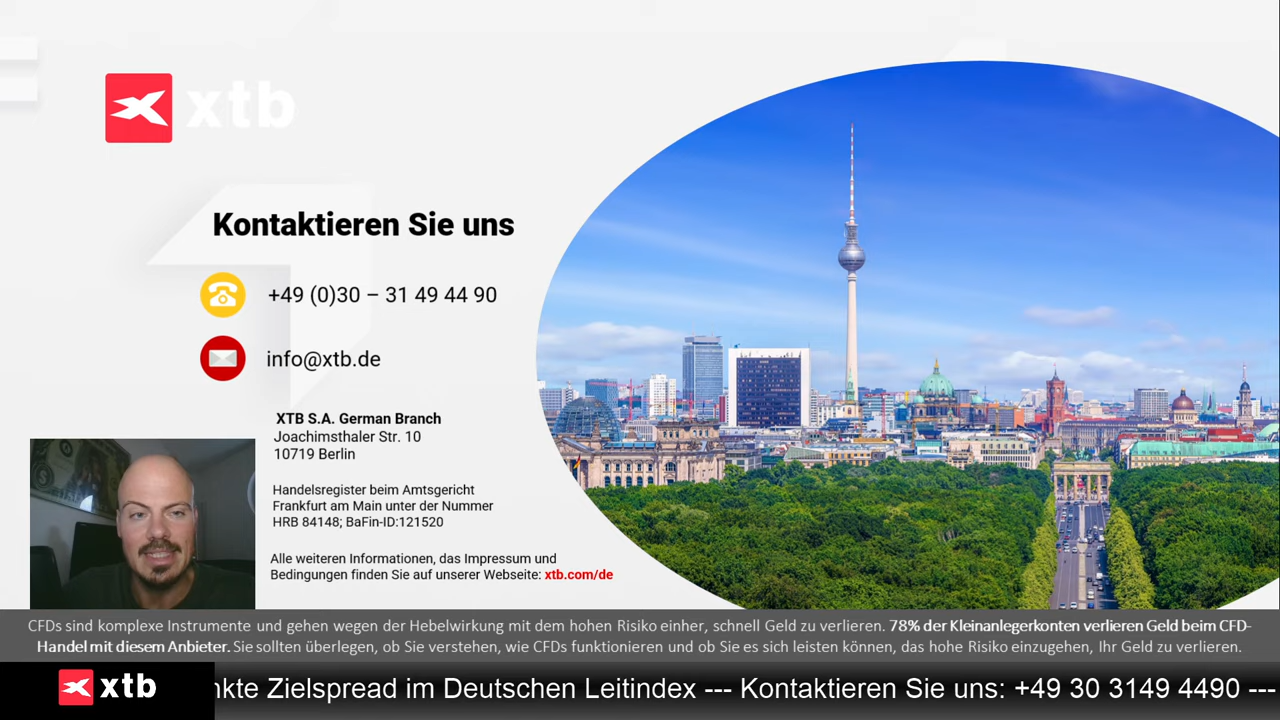 xtb
Kontaktieren Sie uns
+49 (0)30 – 31 49 44 90
info@xtb.de
XTB S.A. German Branch
Joachimsthaler Str. 10
10719 Berlin
Handelsregister beim Amtsgericht
Frankfurt am Main unter der Nummer
HRB 84148; BaFin-ID:121520
Alle weiteren Informationen, das Impressum und
Bedingungen finden Sie auf unserer Webseite: xtb.com/de
CFDs sind komplexe Instrumente und gehen wegen der Hebelwirkung mit dem hohen Risiko einher, schnell Geld zu verlieren. 78% der Kleinanlegerkonten verlieren Geld beim CFD-
Handel mit diesem Anbieter. Sie sollten überlegen, ob Sie verstehen, wie CFDs funktionieren und ob Sie es sich leisten können, das hohe Risiko einzugehen, Ihr Geld zu verlieren.
xtb nkte Zielspread im Deutschen Leitindex --- Kontaktieren Sie uns: +49 30 3149 4490 ---